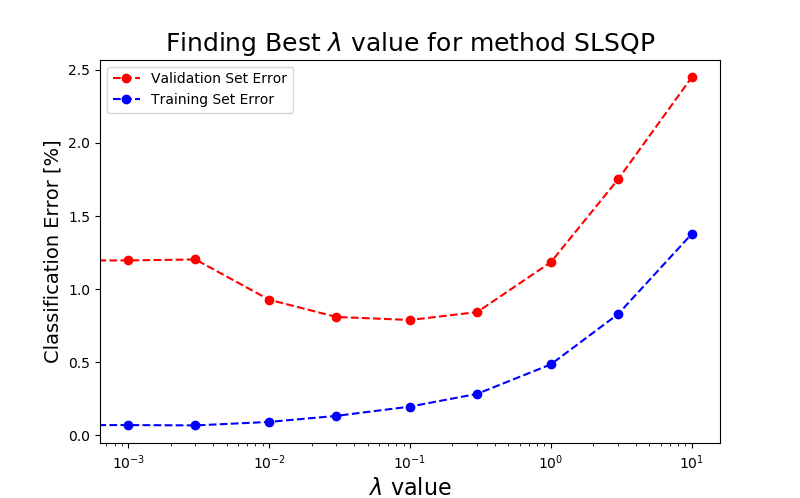 Finding Best λ value for method SLSQP
Validation Set Error
Training Set Error
Classification Error [%]
2.5
2.0
1.5
1.0
0.5
0.0
10⁻³ 10⁻² 10⁻¹ 10⁰ 10¹
λ value